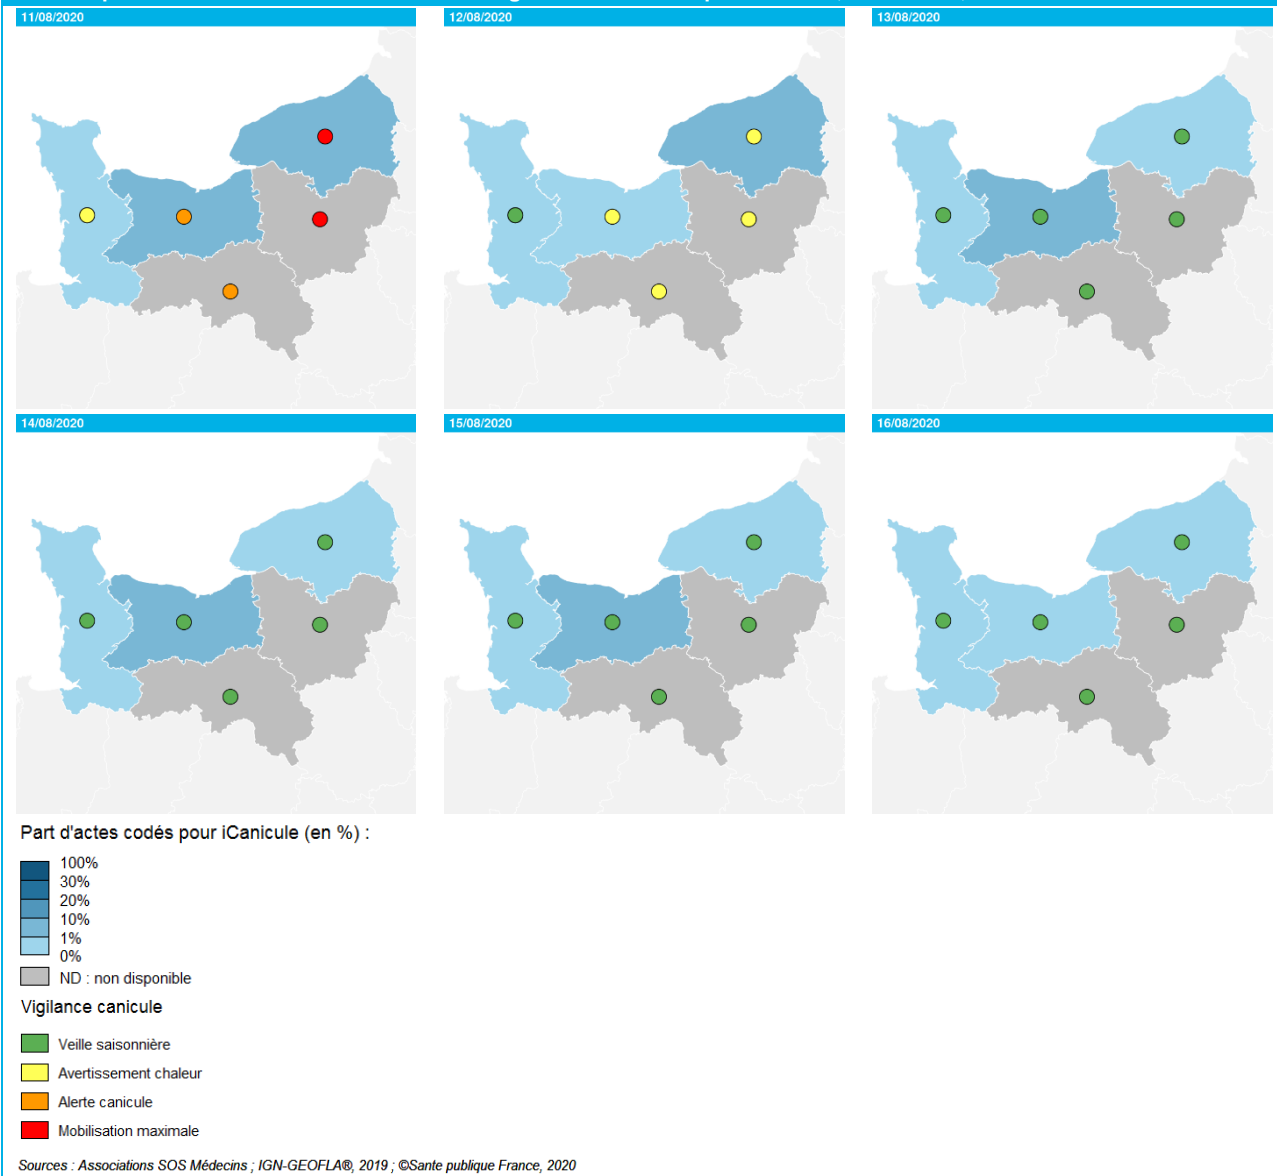 11/08/2020
12/08/2020
13/08/2020
14/08/2020
15/08/2020
16/08/2020
Part d'actes codés pour iCanicule (en %) :
100%
30%
20%
10%
1%
0%
ND : non disponible
Vigilance canicule
Veille saisonnière
Avertissement chaleur
Alerte canicule
Mobilisation maximale
Sources : Associations SOS Médecins ; IGN-GEOFLA®, 2019 ; ©Sante publique France, 2020